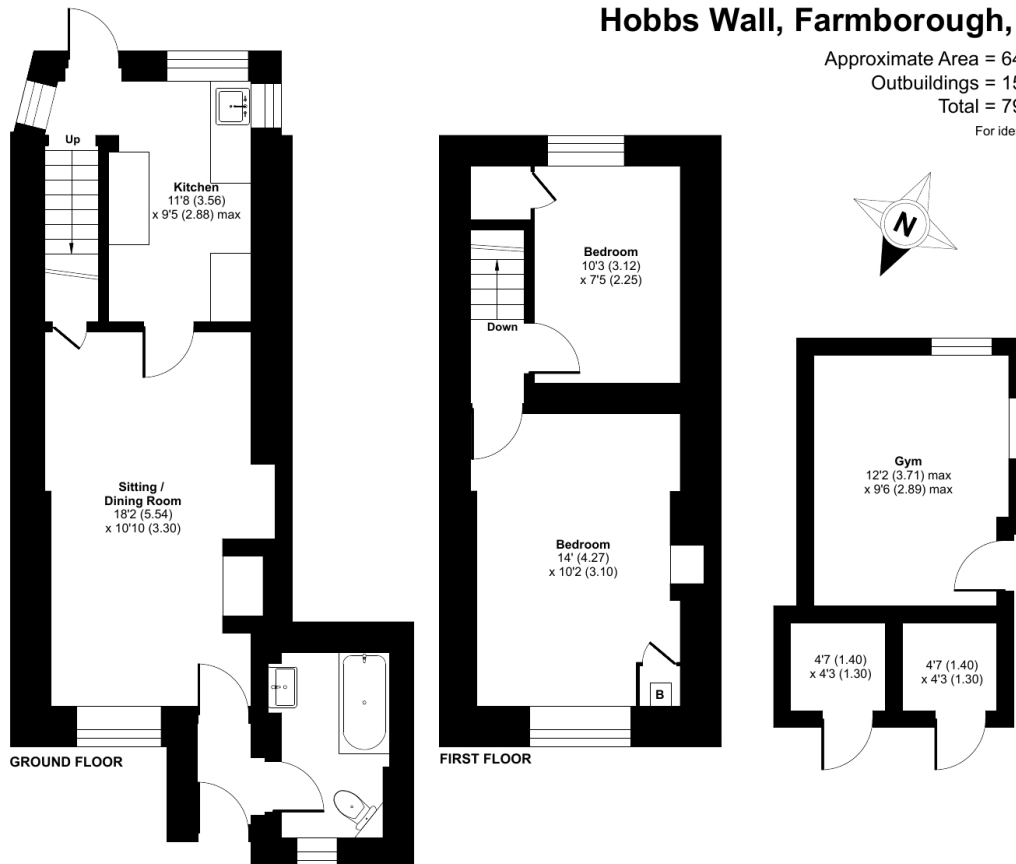 Hobbs Wall, Farmborough,
Approximate Area = 64
Outbuildings = 15
Total = 79
For ide
N
Up
Kitchen
11'8 (3.56)
x 9'5 (2.88) max
Sitting /
Dining Room
18'2 (5.54)
x 10'10 (3.30)
GROUND FLOOR
Bedroom
10'3 (3.12)
x 7'5 (2.25)
Down
Bedroom
14' (4.27)
x 10'2 (3.10)
B
FIRST FLOOR
Gym
12'2 (3.71) max
x 9'6 (2.89) max
4'7 (1.40)
x 4'3 (1.30)
4'7 (1.40)
x 4'3 (1.30)